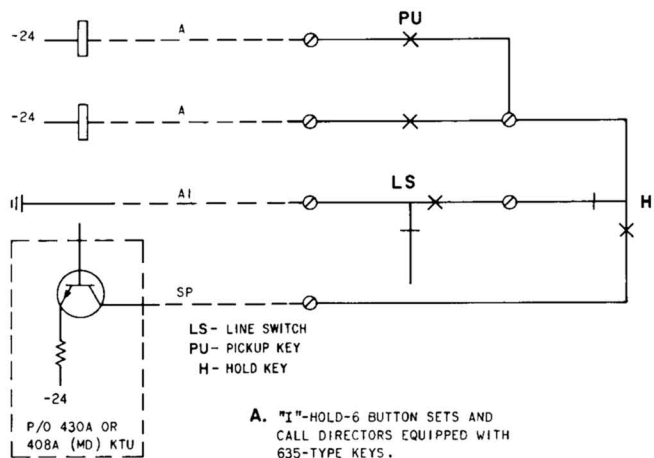 -24
A
PU
-24
A
A1
LS
H
SP
-24
P/O 430A OR
408A (MD) KTU
LS- LINE SWITCH
PU- PICKUP KEY
H- HOLD KEY
A. "I"-HOLD-6 BUTTON SETS AND
CALL DIRECTORS EQUIPPED WITH
635-TYPE KEYS.